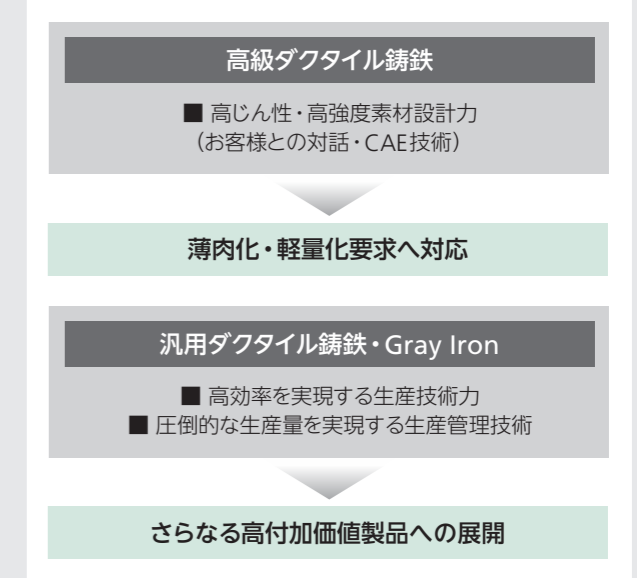 高級ダクタイル鋳鉄
■ 高じん性・高強度素材設計力
（お客様との対話・CAE技術）
薄肉化・軽量化要求へ対応
汎用ダクタイル鋳鉄・Gray Iron
■ 高効率を実現する生産技術力
■ 圧倒的な生産量を実現する生産管理技術
さらなる高付加価値製品への展開